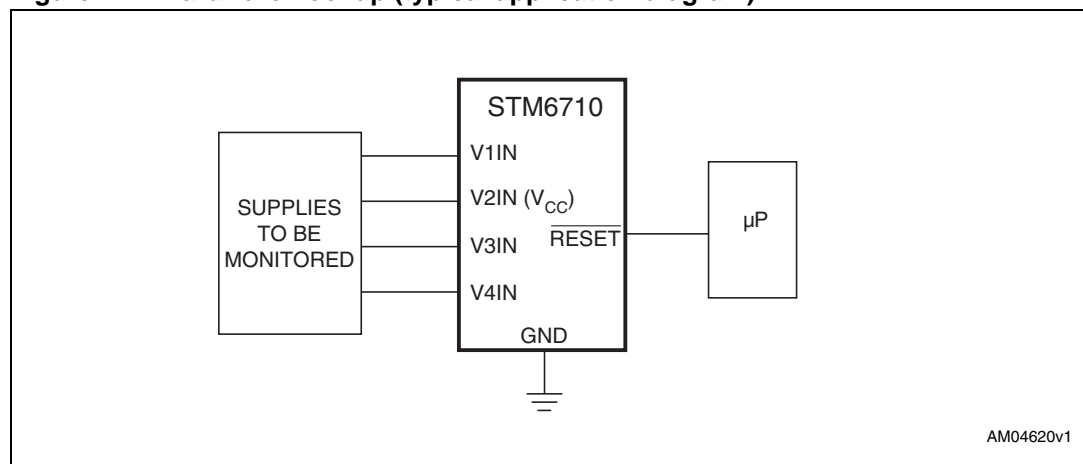 STM6710
SUPPLIES
TO BE
MONITORED
V1IN
V2IN (VCC)
V3IN
V4IN
RESET
GND
µP
AM04620v1